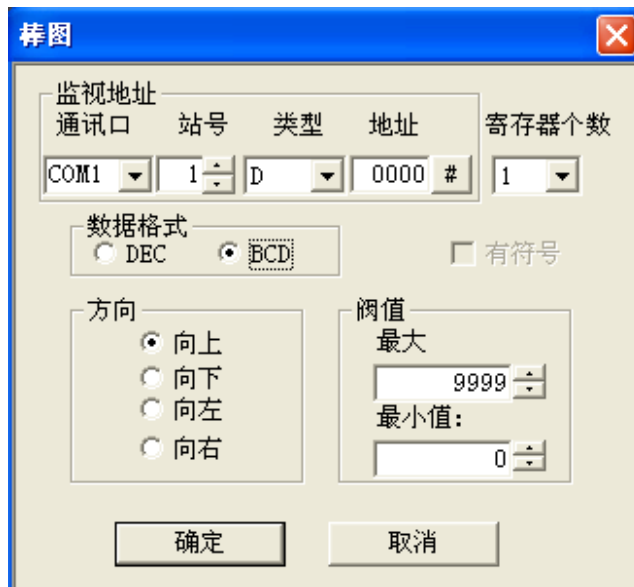 棒图
监视地址
通讯口 站号 类型 地址 寄存器个数
COM1 1 D 0000 # 1
数据格式
DEC BCD 有符号
方向 阀值
向上 最大
向下 9999
向左 最小值:
向右 0
确定 取消